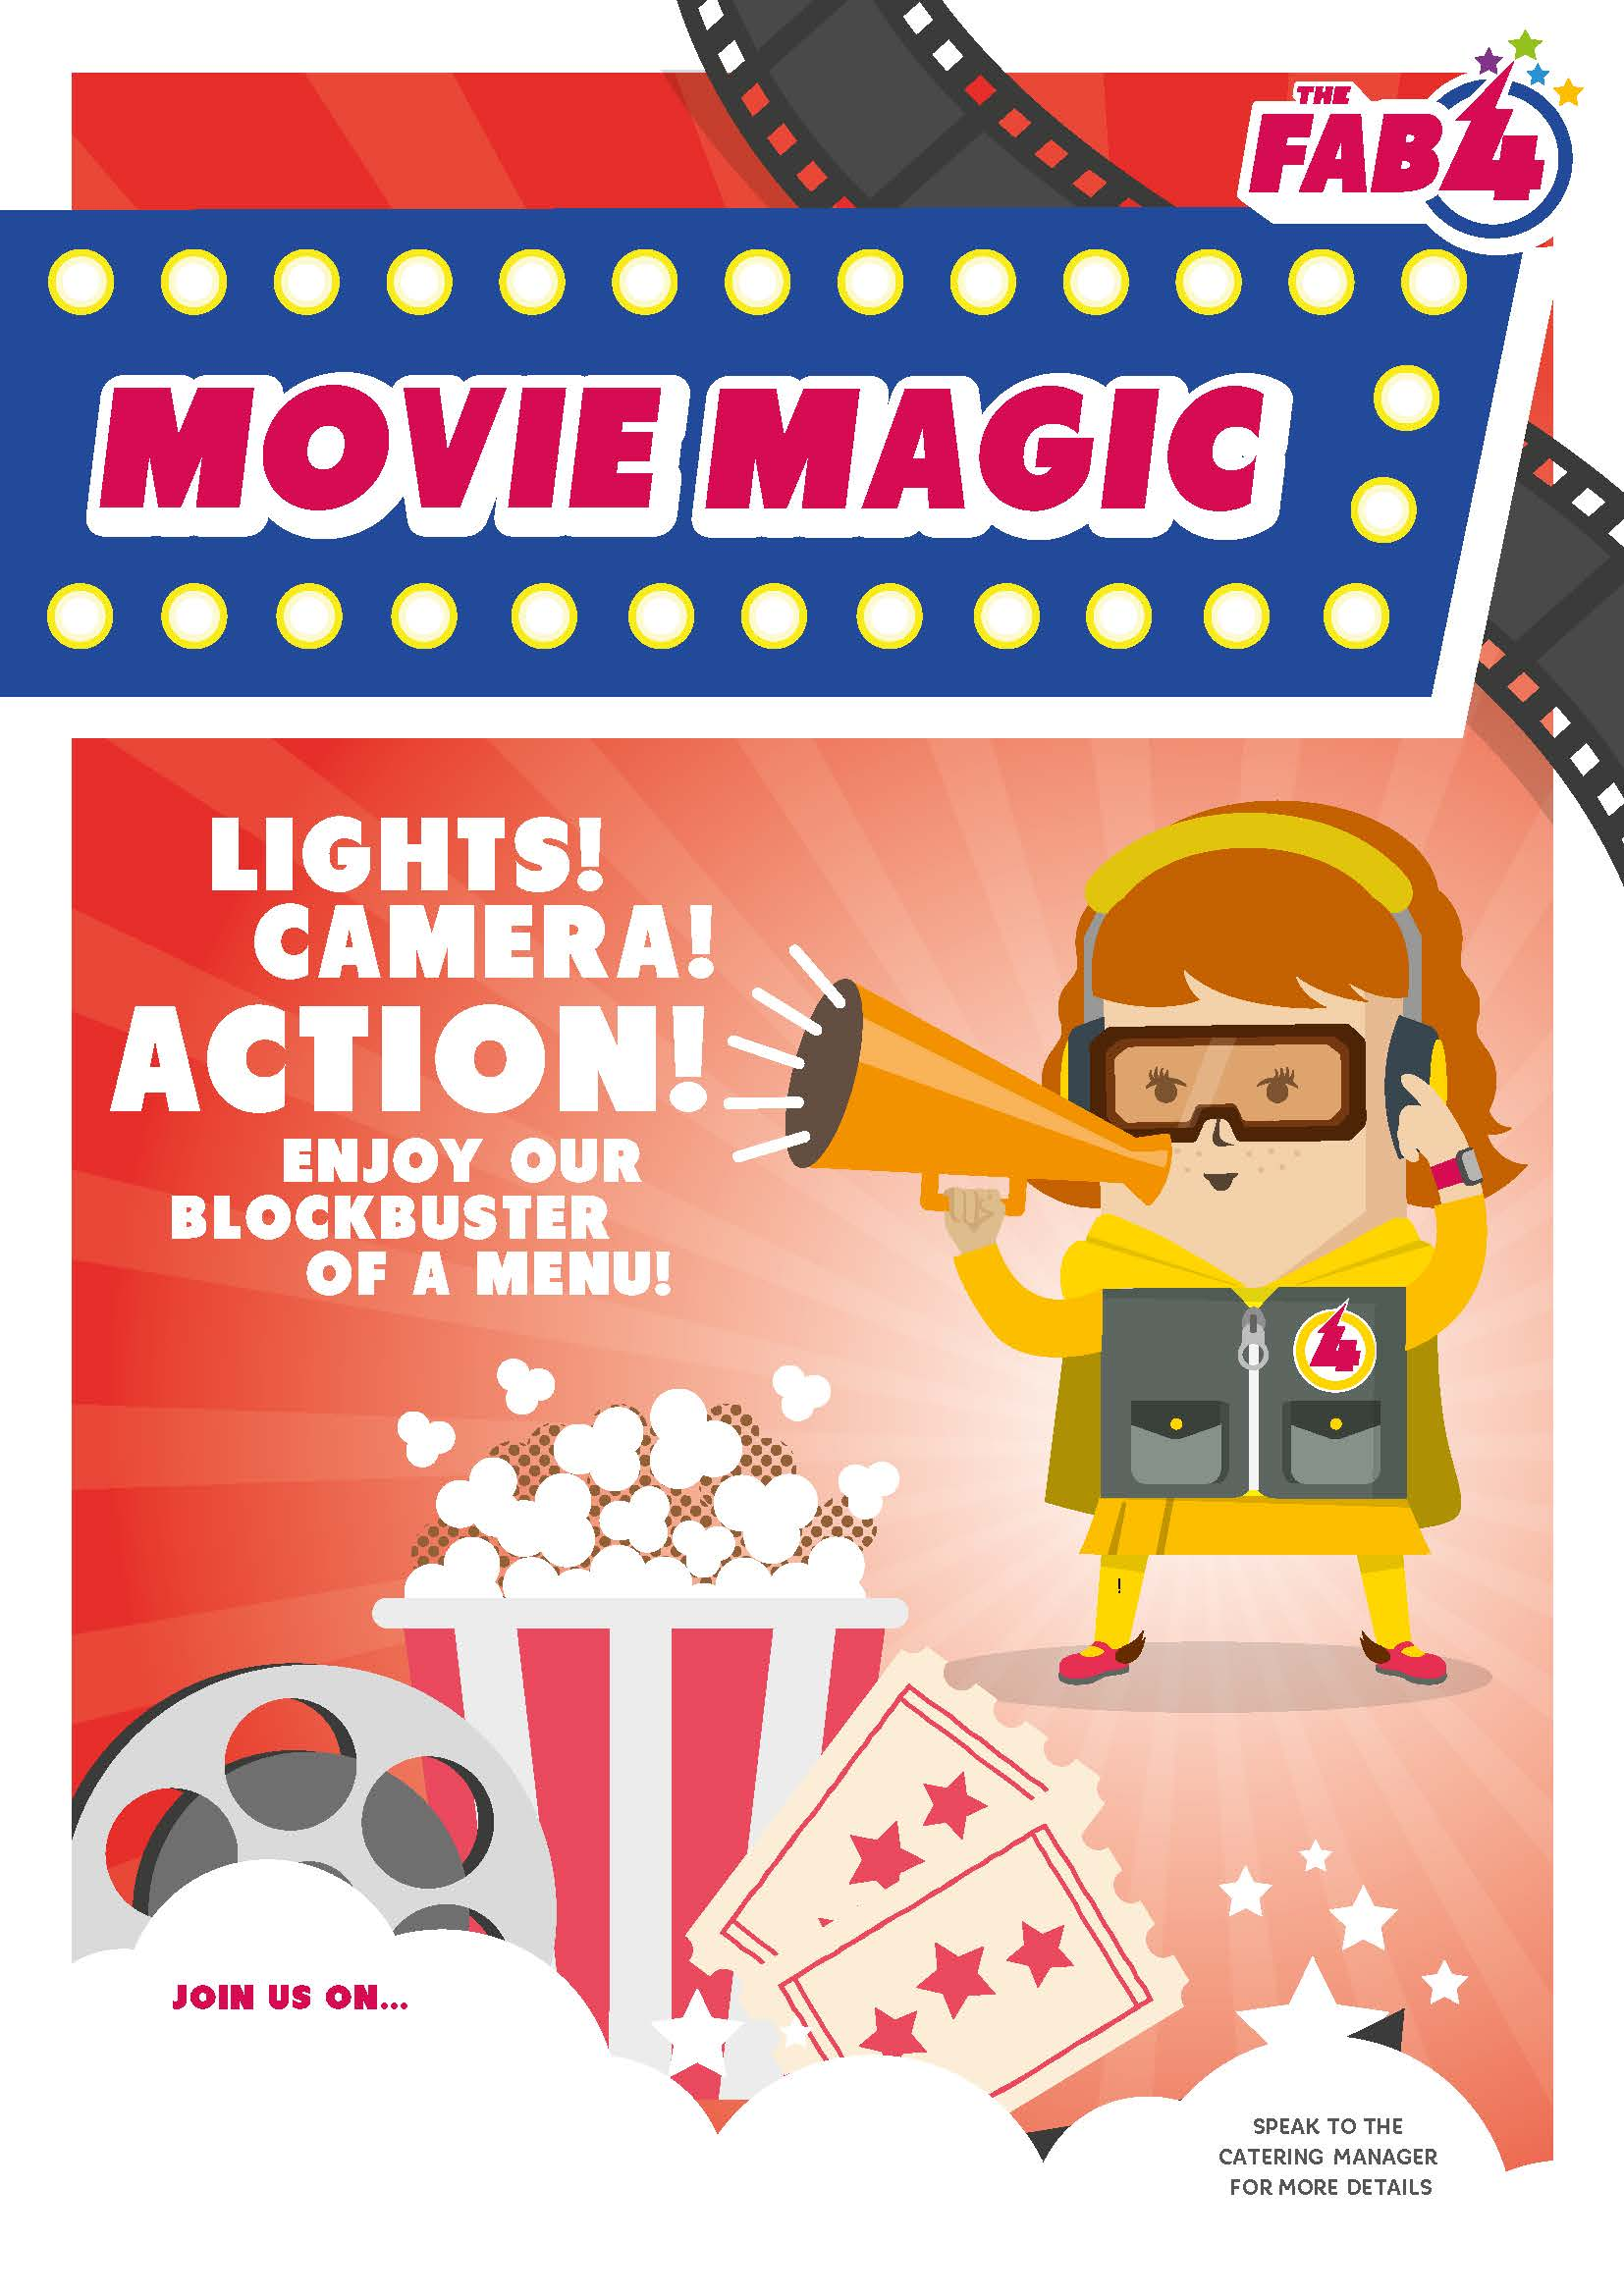 THE
FAB4
MOVIE MAGIC
LIGHTS!
CAMERA!
ACTION!
ENJOY OUR
BLOCKBUSTER
OF A MENU!
4
!
JOIN US ON...
SPEAK TO THE
CATERING MANAGER
FOR MORE DETAILS